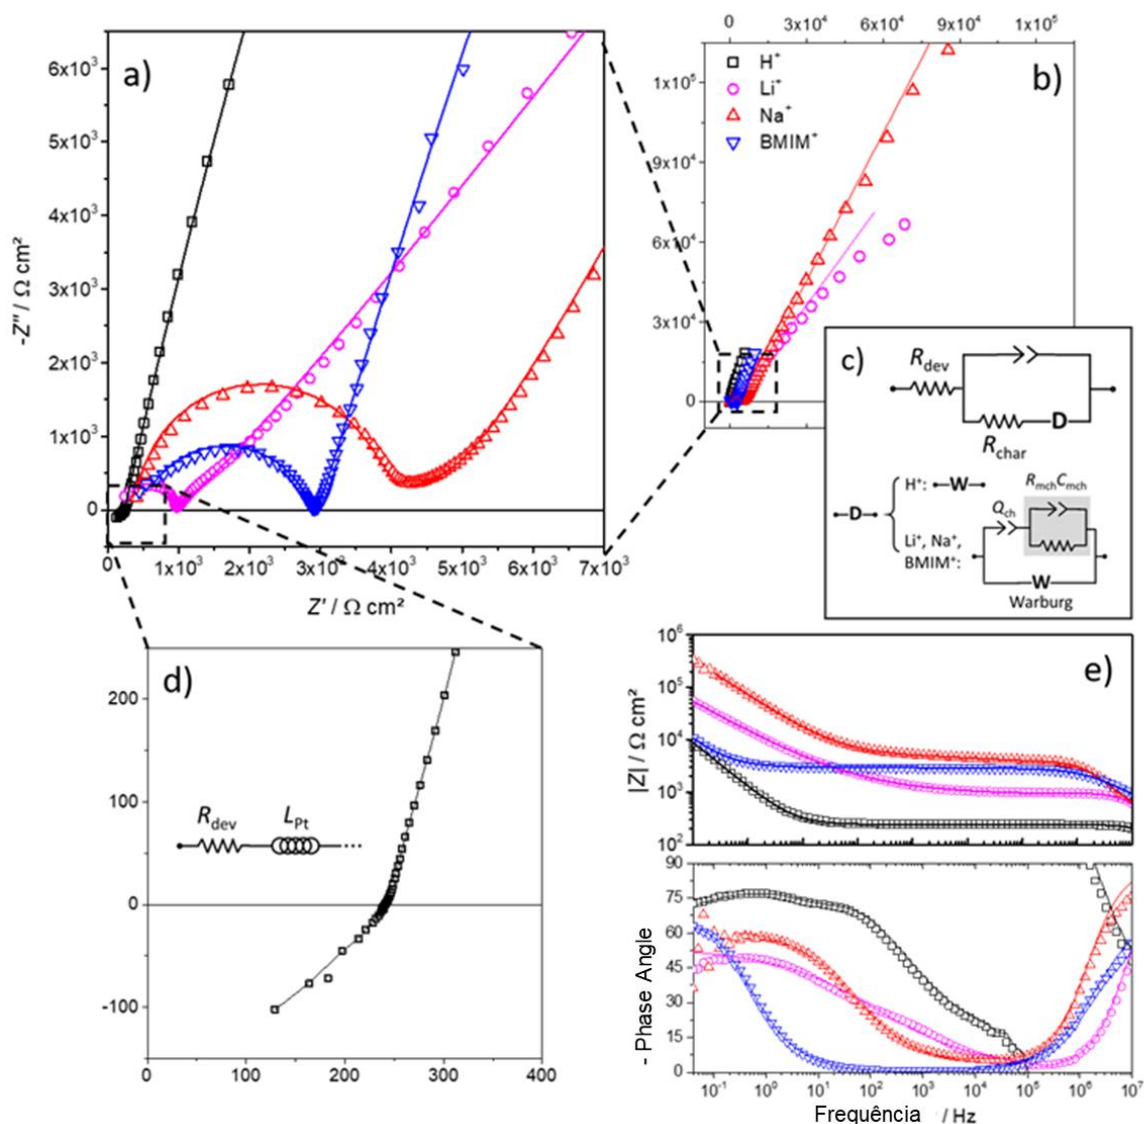 a)
-Z" / Ω cm²
6x10³
5x10³
4x10³
3x10³
2x10³
1x10³
0
0
1x10³
2x10³
3x10³
4x10³
5x10³
6x10³
7x10³
Z' / Ω cm²
0
3x10⁴
6x10⁴
9x10⁴
1x10⁵
b)
H⁺
Li⁺
Na⁺
BMIM⁺
1x10⁵
9x10⁴
6x10⁴
3x10⁴
0
c)
R_dev
R_char
D
D
H⁺:
W
Li⁺, Na⁺,
BMIM⁺:
R_mchC_mch
Q_ch
W
Warburg
d)
200
100
0
-100
R_dev
L_Pt
...
0
100
200
300
400
e)
|Z| / Ω cm²
10⁶
10⁵
10⁴
10³
10²
- Phase Angle
90
75
60
45
30
15
0
10⁻¹
10⁰
10¹
10²
10³
10⁴
10⁵
10⁶
10⁷
Frequência / Hz